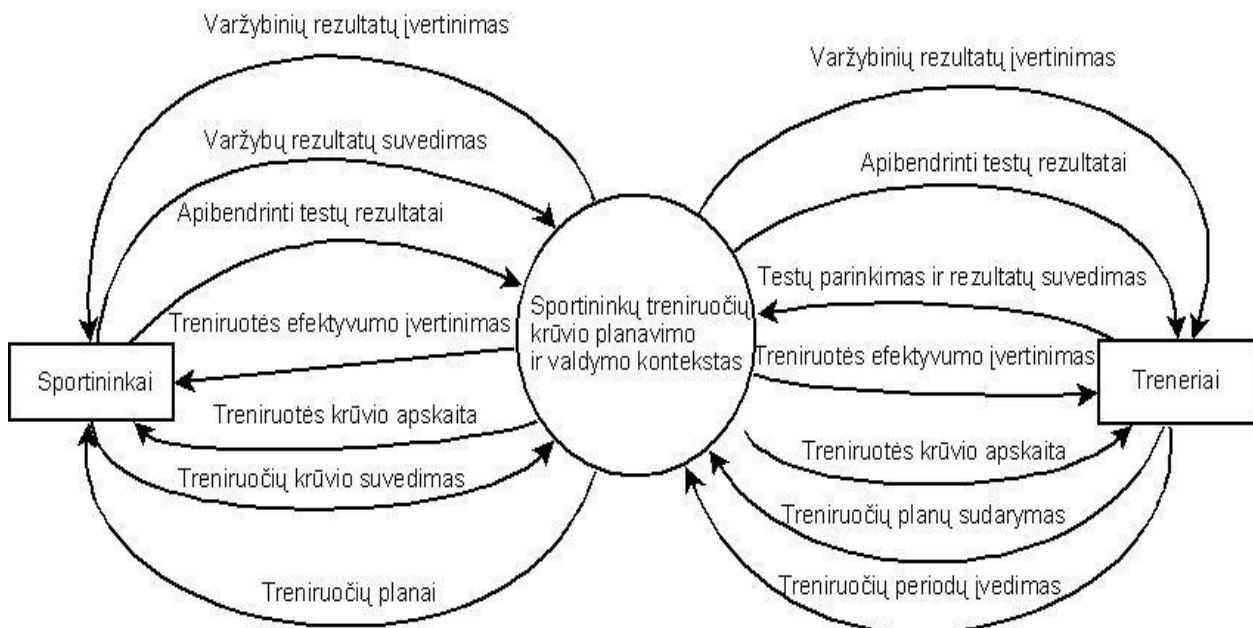 Varžybinių rezultatų įvertinimas
Varžybinių rezultatų įvertinimas
Varžybų rezultatų suvedimas
Apibendrinti testų rezultatai
Apibendrinti testų rezultatai
Testų parinkimas ir rezultatų suvedimas
Sportininkų treniruočių
krūvio planavimo
ir valdymo kontekstas
Treniruotės efektyvumo įvertinimas
Treniruotės efektyvumo įvertinimas
Sportininkai
Treneriai
Treniruotės krūvio apskaita
Treniruotės krūvio apskaita
Treniruočių krūvio suvedimas
Treniruočių planų sudarymas
Treniruočių planai
Treniruočių periodų įvedimas